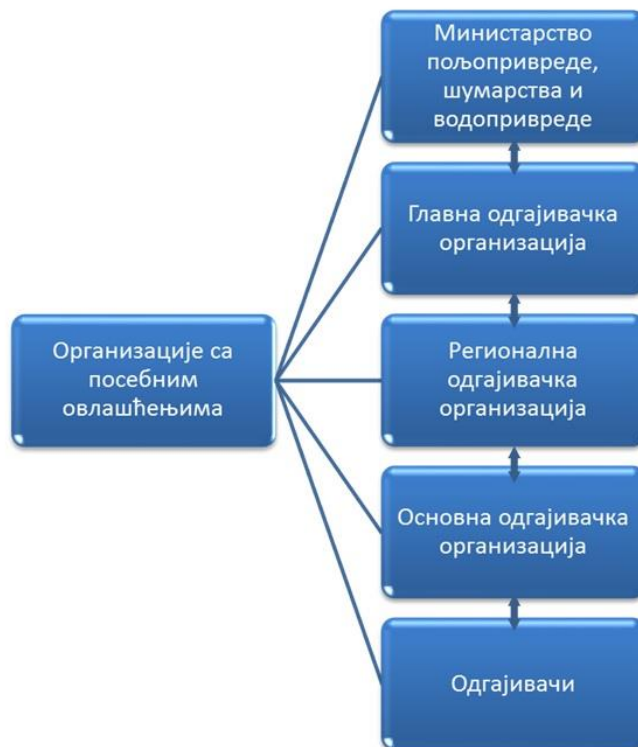 Министарство
пољопривреде,
шумарства и
водопривреде
Главна одгајивачка
организација
Организације са
посебним
овлашћењима
Регионална
одгајивачка
организација
Основна одгајивачка
организација
Одгајивачи